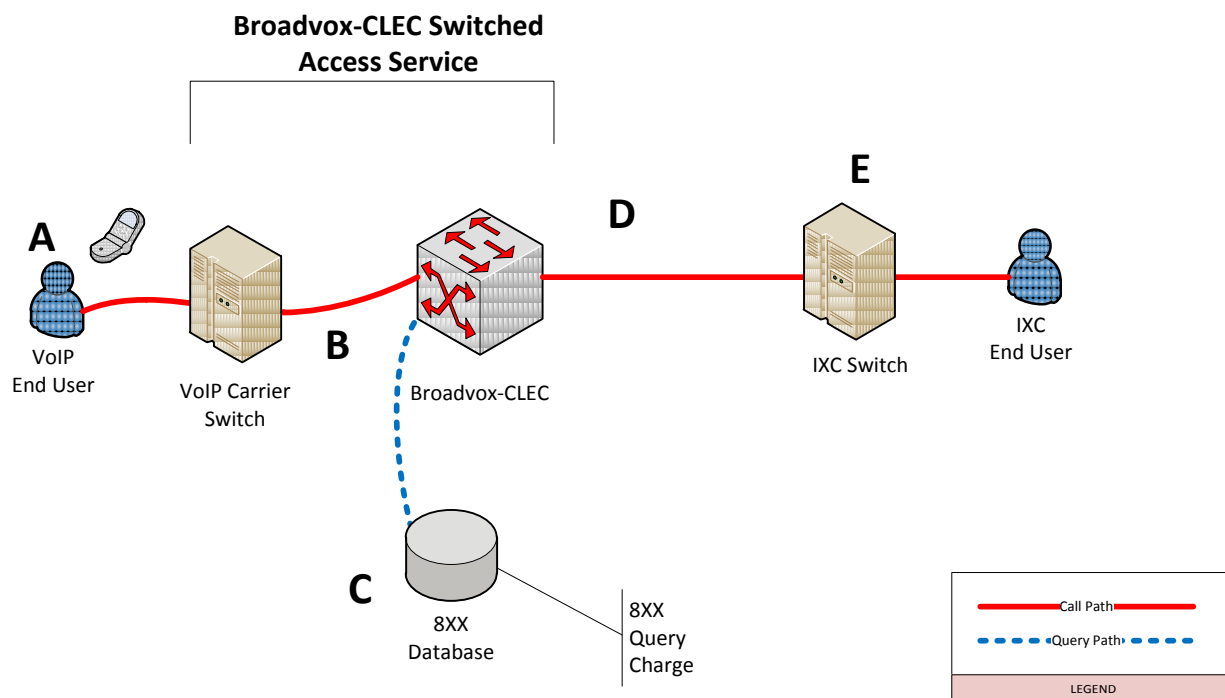 Broadvox-CLEC Switched
Access Service
A
VoIP
End User
VoIP Carrier
Switch
B
Broadvox-CLEC
D
E
IXC Switch
IXC
End User
C
8XX
Database
8XX
Query
Charge
Call Path
Query Path
LEGEND